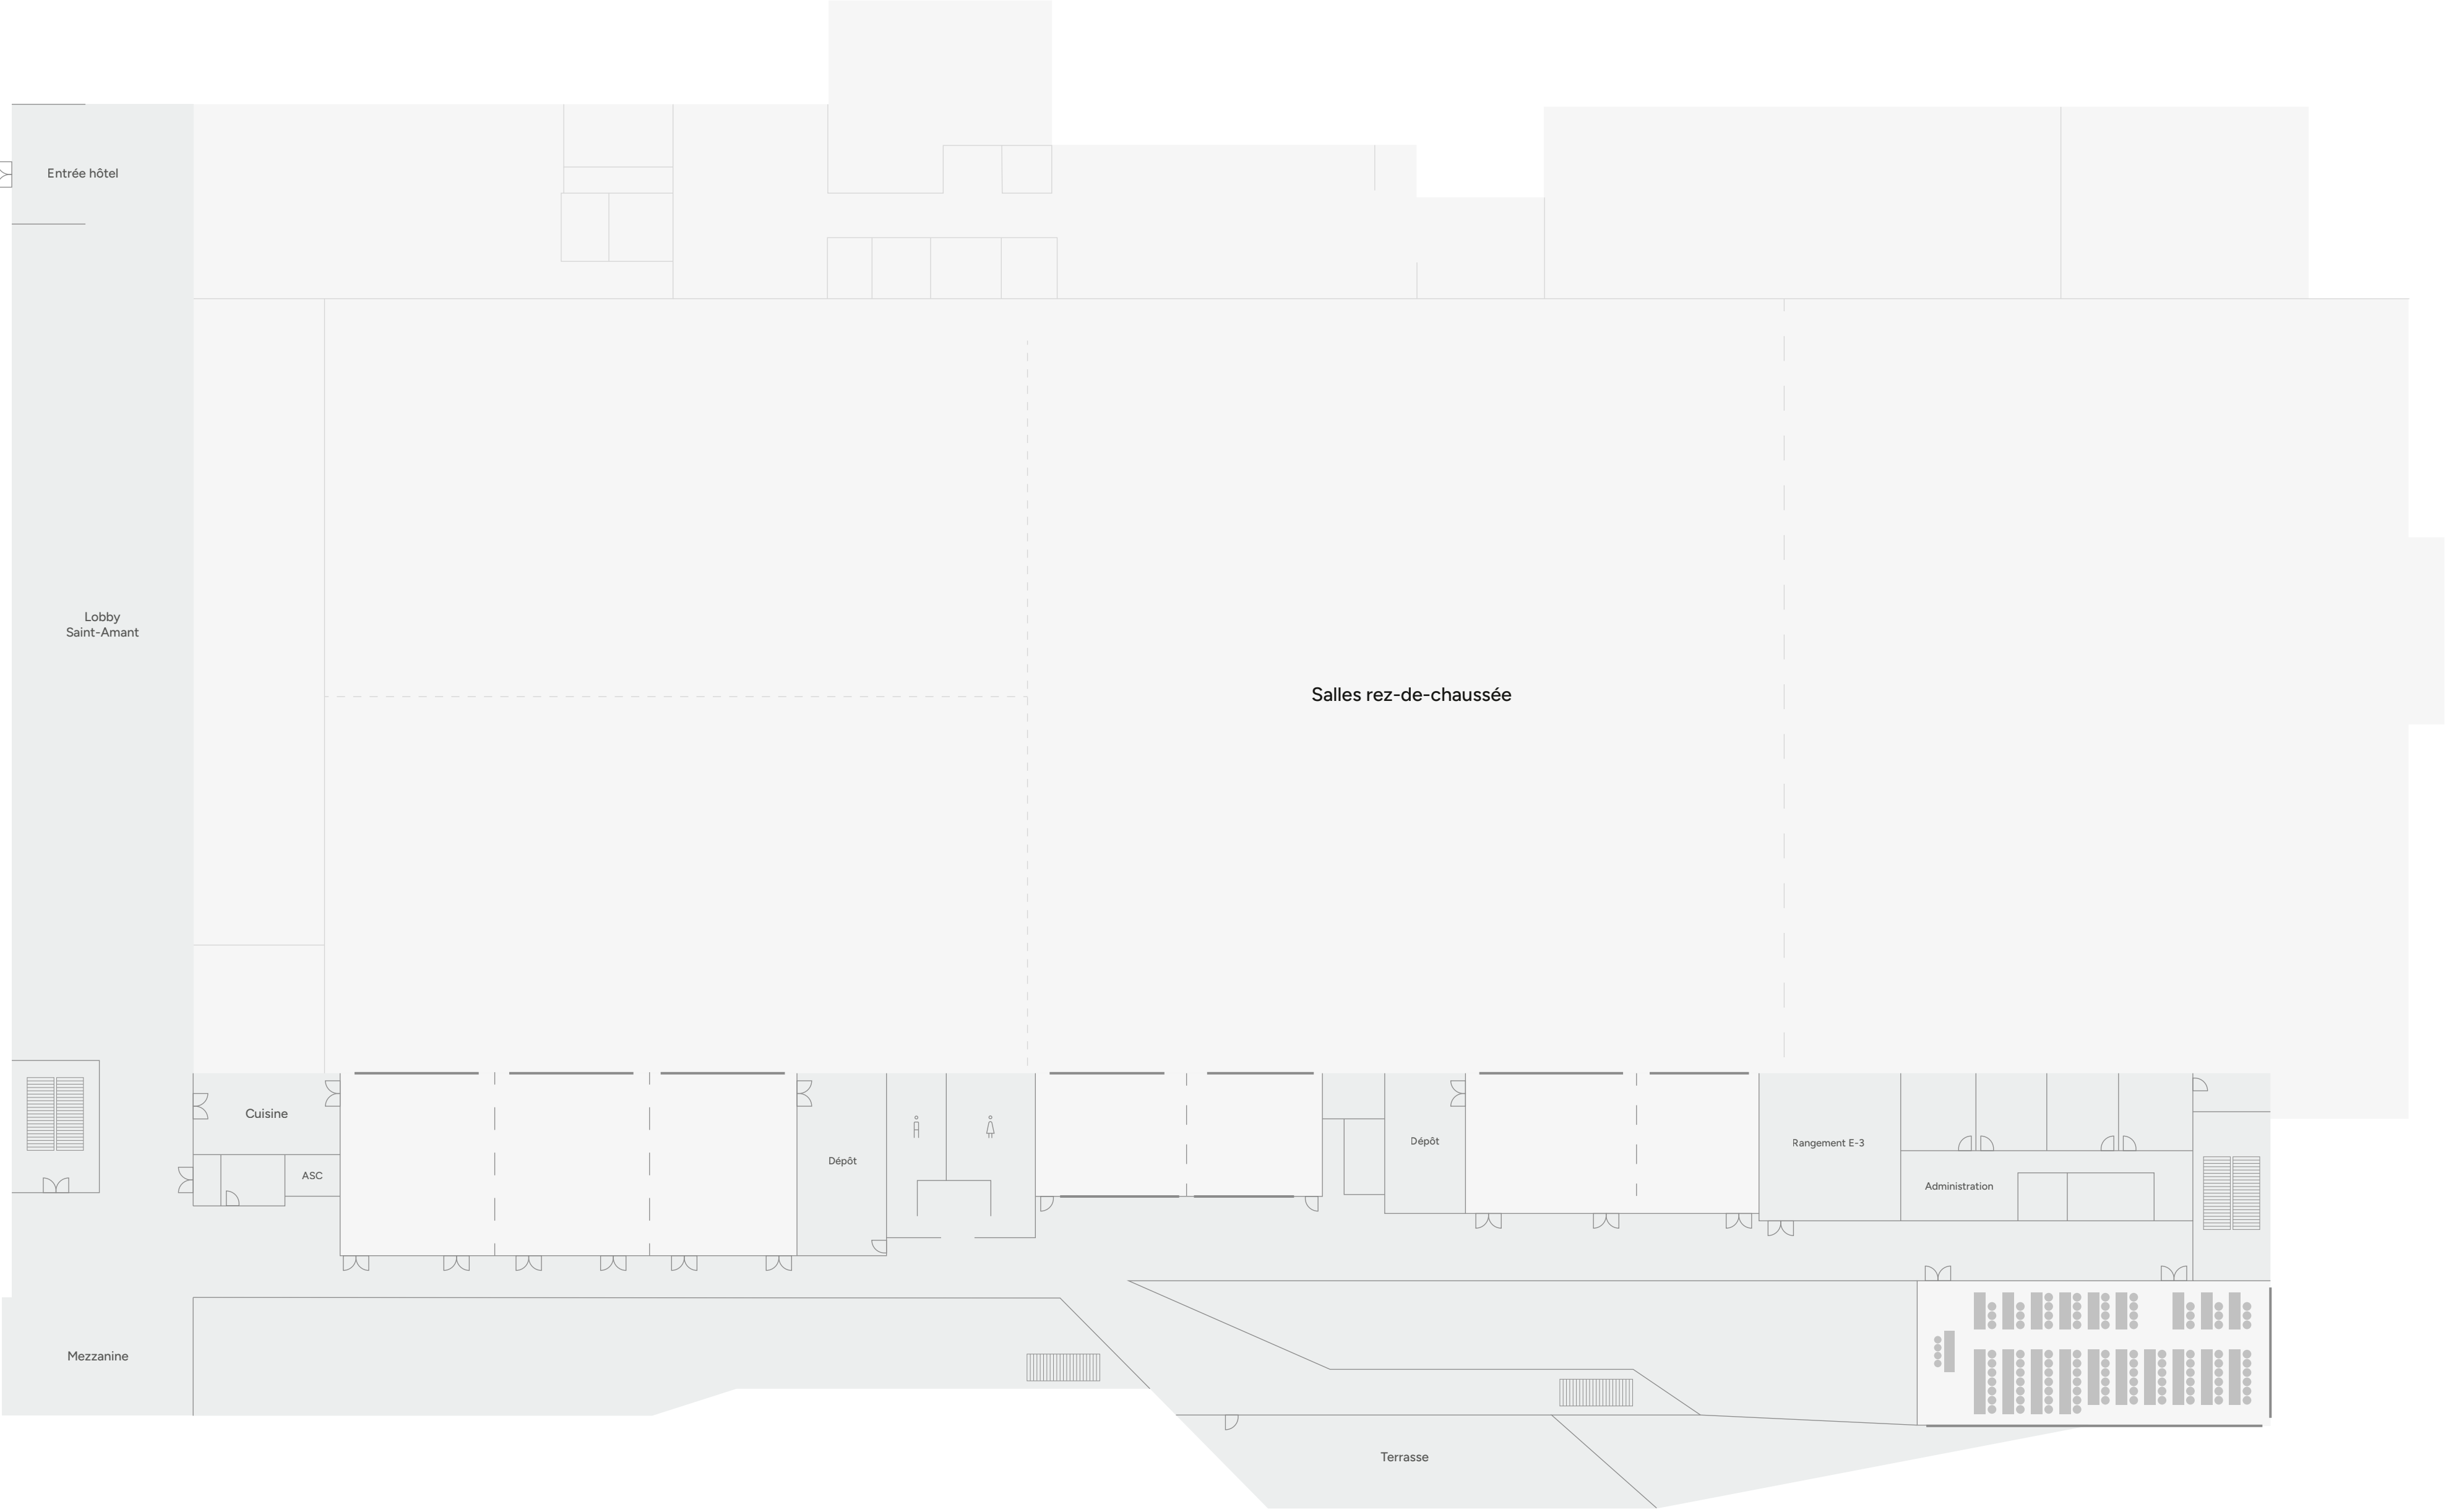 Entrée hôtel
Lobby
Saint-Amant
Salles rez-de-chaussée
Cuisine
ASC
Dépôt
Dépôt
Rangement E-3
Administration
Mezzanine
Terrasse